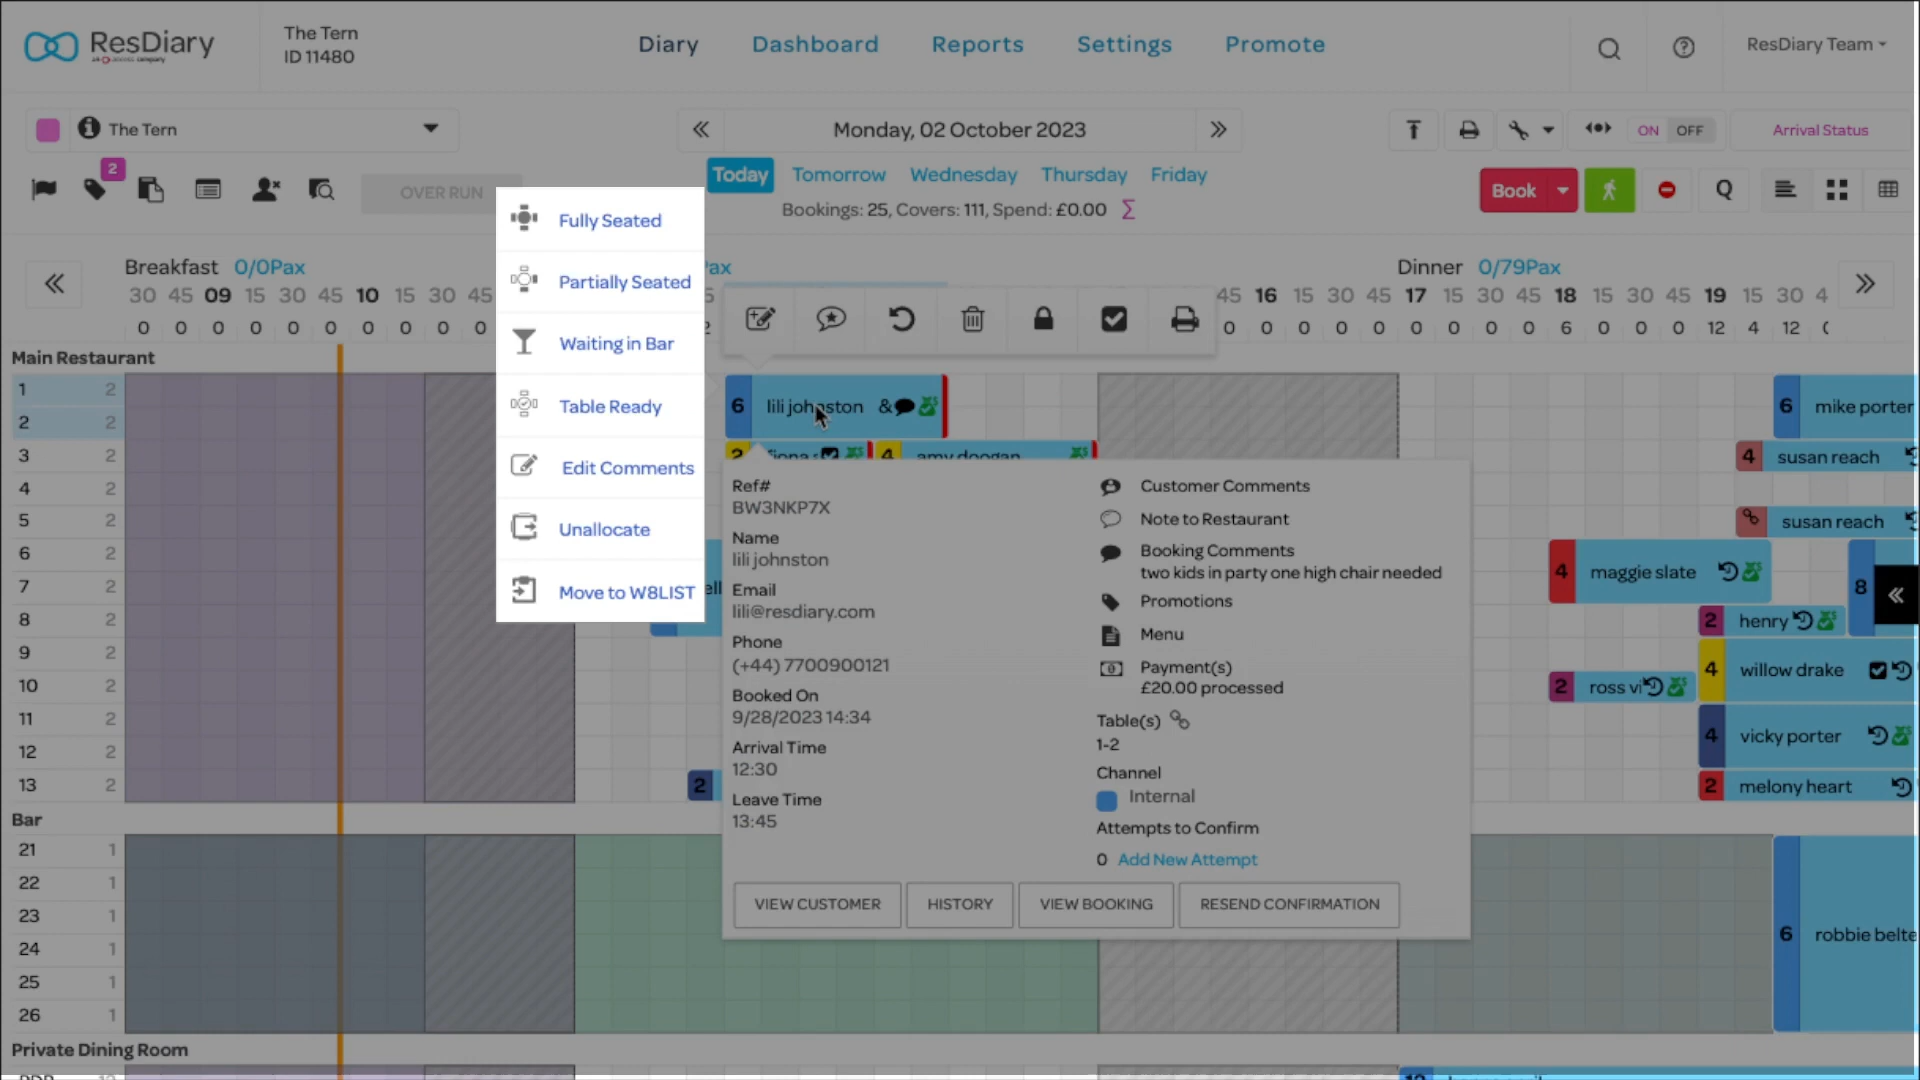 ResDiary
The Tern
ID 11480
Diary
Dashboard
Reports
Settings
Promote
ResDiary Team
The Tern
Monday, 02 October 2023
ON OFF
Arrival Status
2
OVER RUN
Today Tomorrow Wednesday Thursday Friday
Bookings: 25, Covers: 111, Spend: £0.00 Σ
Book
Q
Breakfast 0/0Pax
Dinner 0/79Pax
30 45 09 15 30 45 10 15 30 45
45 16 15 30 45 17 15 30 45 18 15 30 45 19 15 30 4
0 0 0 0 0 0 0 0 0 0
0 0 0 0 0 0 0 0 0 6 0 0 0 12 4 12
Fully Seated
Partially Seated
Waiting in Bar
Table Ready
Edit Comments
Unallocate
Move to W8LIST
Main Restaurant
1 2
2 2
3 2
4 2
5 2
6 2
7 2
8 2
9 2
10 2
11 2
12 2
13 2
6 lili johnston &
2 fiona
4 amy doogan
2
Ref#
BW3NKP7X
Name
lili johnston
Email
lili@resdiary.com
Phone
(+44) 7700900121
Booked On
9/28/2023 14:34
Arrival Time
12:30
Leave Time
13:45
Customer Comments
Note to Restaurant
Booking Comments
two kids in party one high chair needed
Promotions
Menu
Payment(s)
£20.00 processed
Table(s)
1-2
Channel
Internal
Attempts to Confirm
0 Add New Attempt
VIEW CUSTOMER
HISTORY
VIEW BOOKING
RESEND CONFIRMATION
6 mike porter
4 susan reach
susan reach
4 maggie slate
8
2 henry
4 willow drake
2 ross vi
4 vicky porter
2 melony heart
Bar
21 1
22 1
23 1
24 1
25 1
26 1
6 robbie belte
Private Dining Room